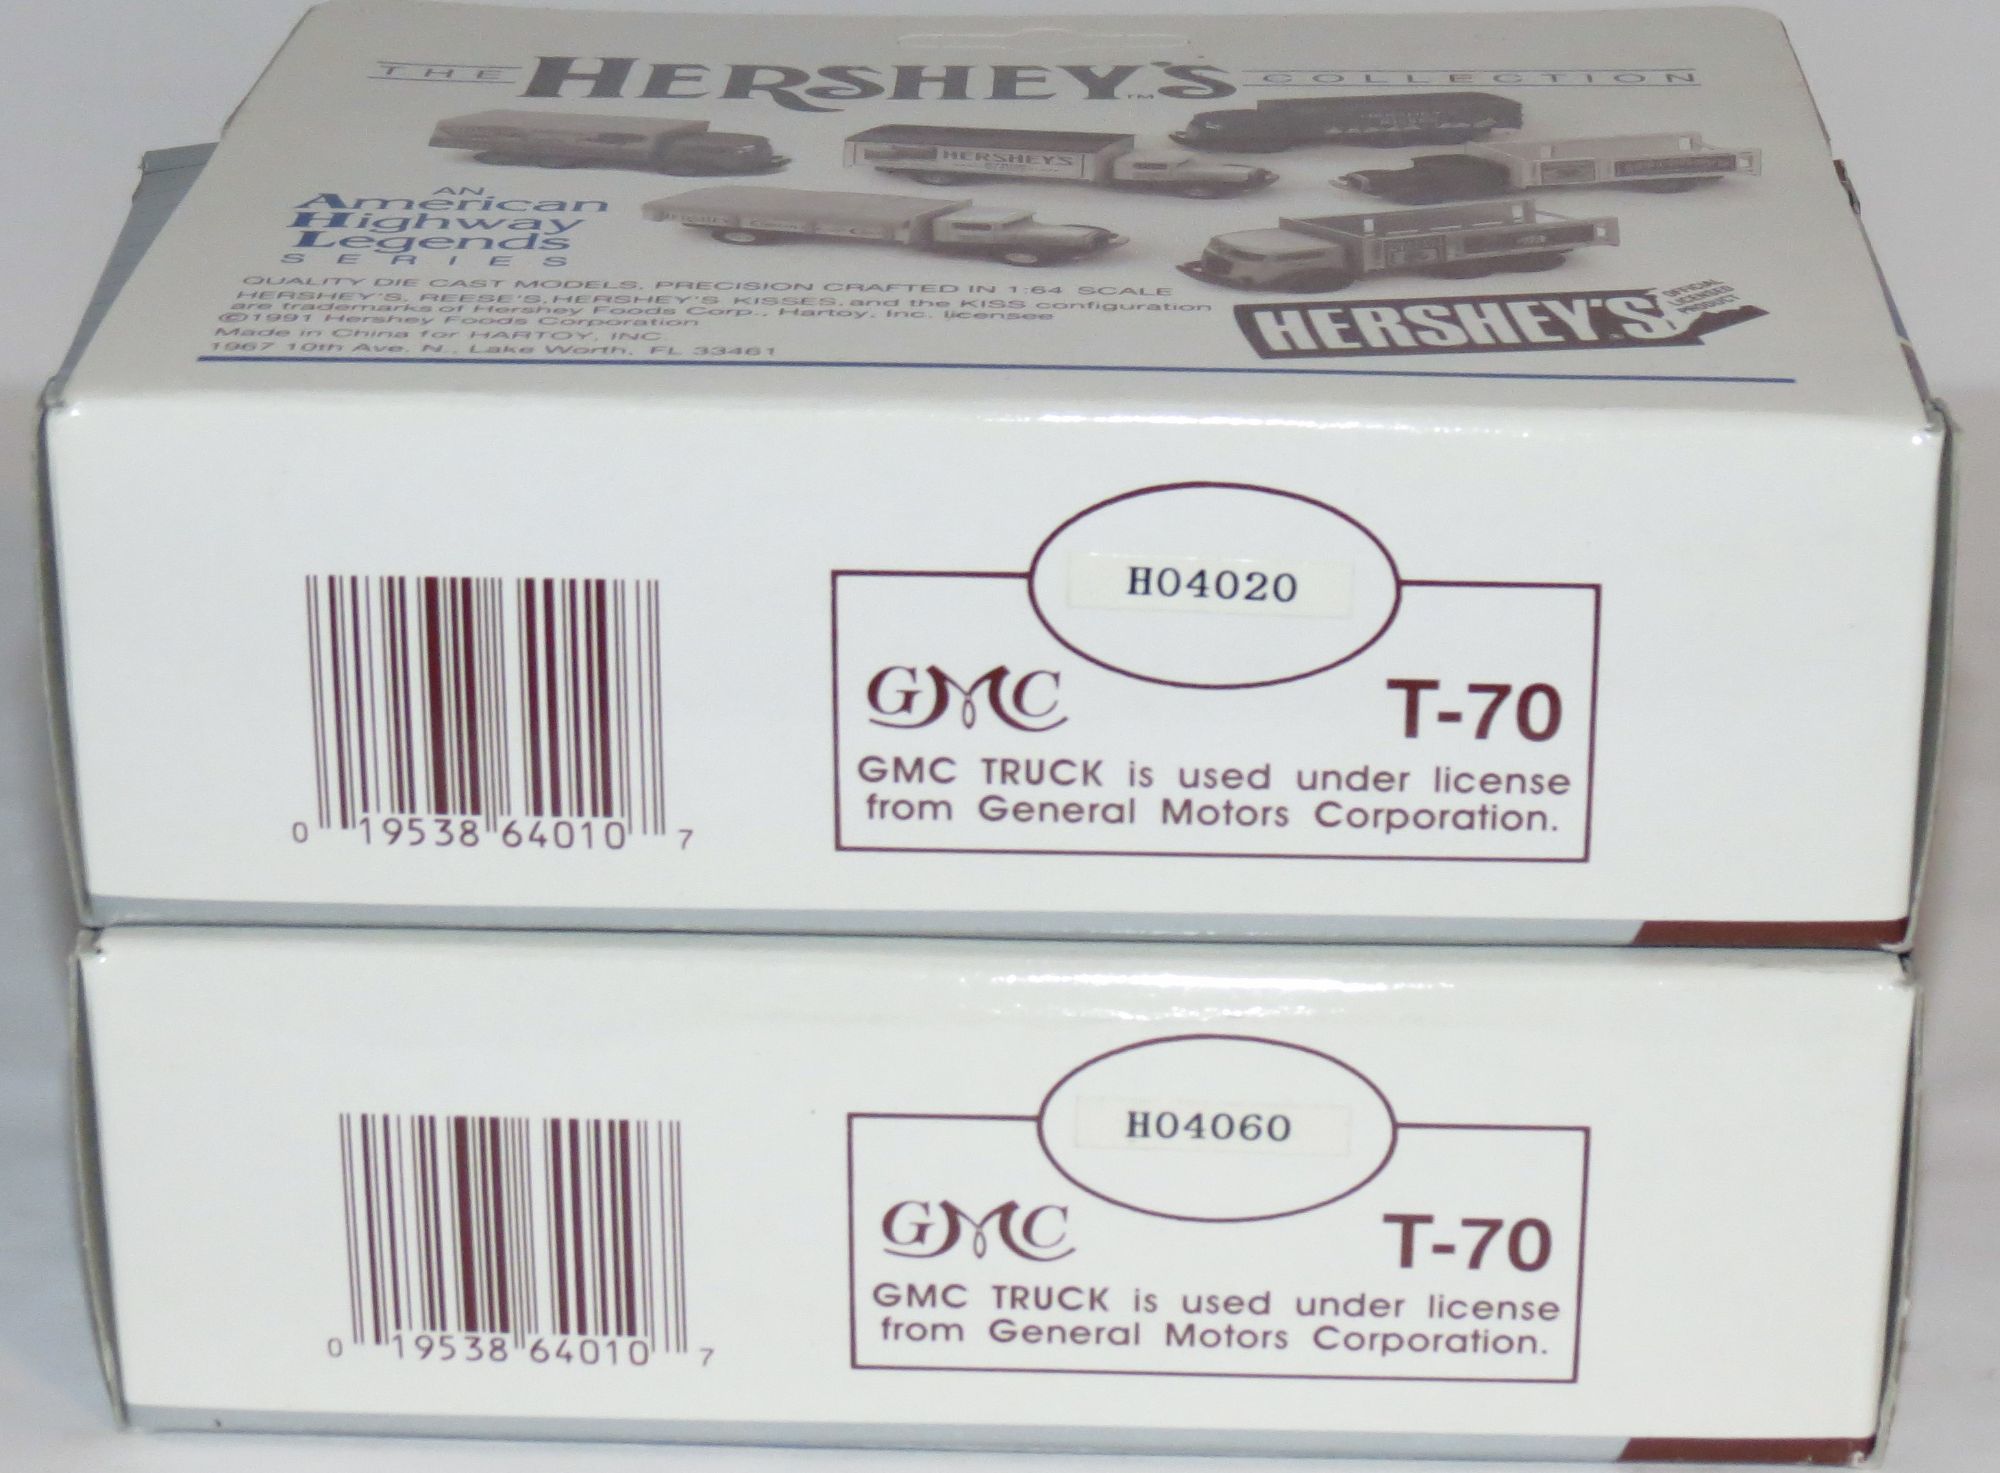 THE HERSHEY'S™ COLLECTION
HERSHEY'S
AN
American
Highway
Legends
SERIES
QUALITY DIE CAST MODELS, PRECISION CRAFTED IN 1:64 SCALE
HERSHEY'S, REESE'S, HERSHEY'S KISSES, and the KISS configuration
are trademarks of Hershey Foods Corp., Hartoy, Inc. licensee
©1991 Hershey Foods Corporation
Made in China for HARTOY, INC.
1967 10th Ave. N., Lake Worth, FL 33461
HERSHEY'S
OFFICIAL
LICENSED
PRODUCT
H04020
GMC T-70
GMC TRUCK is used under license
from General Motors Corporation.
0 19538 64010 7
H04060
GMC T-70
GMC TRUCK is used under license
from General Motors Corporation.
0 19538 64010 7